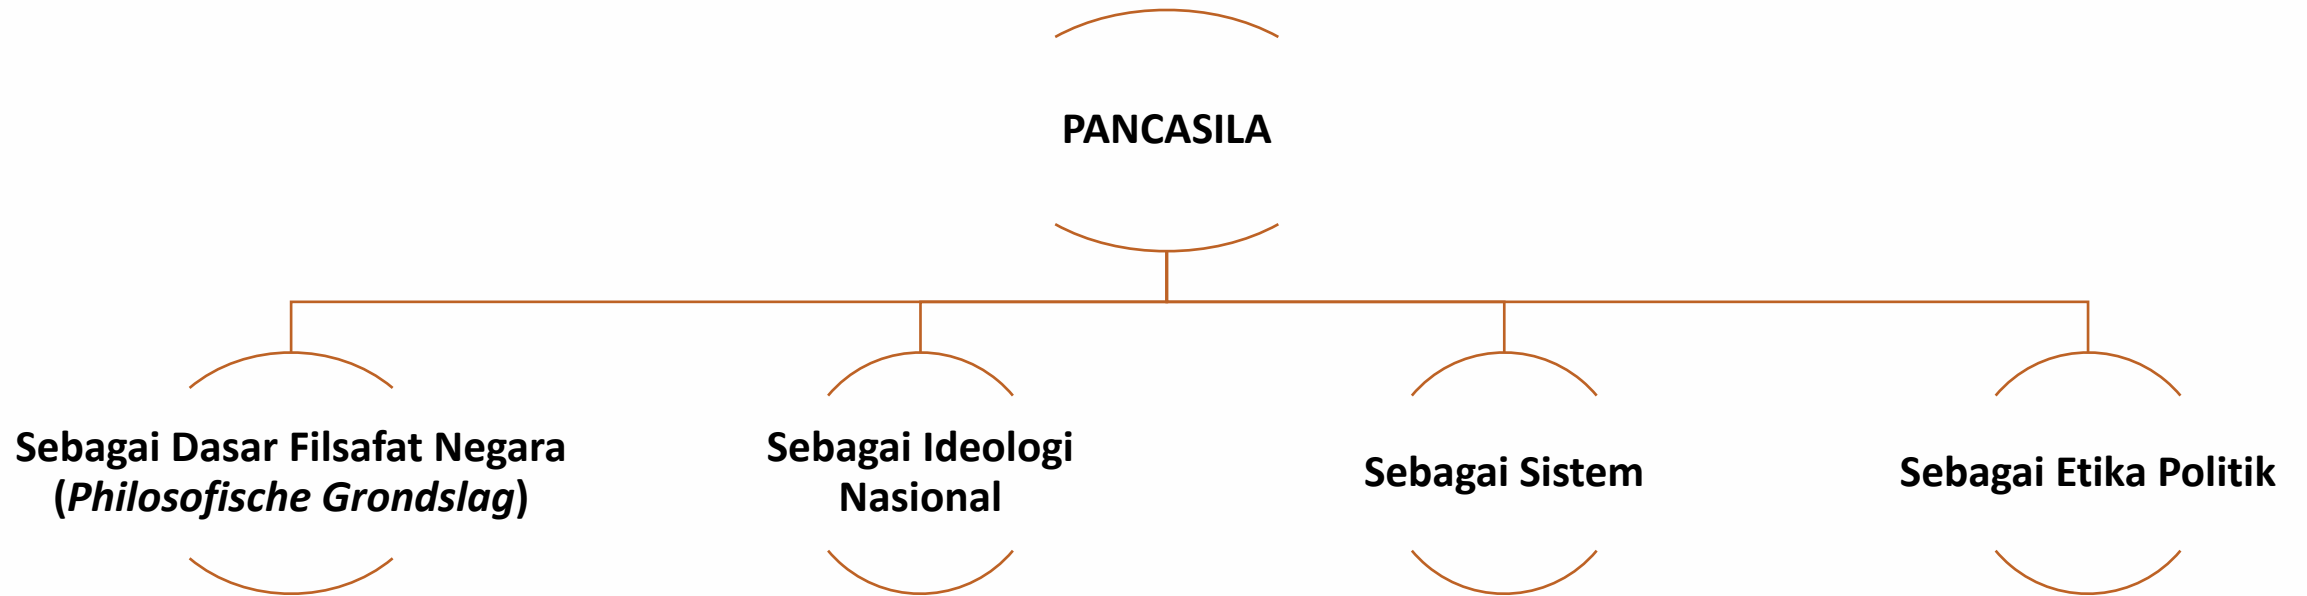 PANCASILA
Sebagai Dasar Filsafat Negara
(Philosofische Grondslag)
Sebagai Ideologi
Nasional
Sebagai Sistem
Sebagai Etika Politik